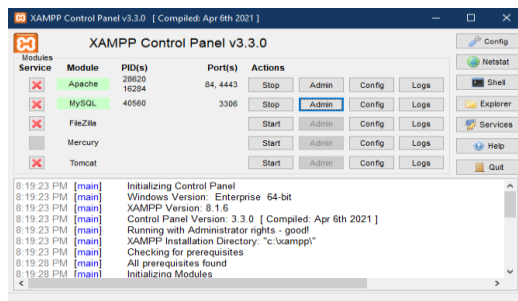 XAMPP Control Panel v3.3.0 [ Compiled: Apr 6th 2021 ]
XAMPP Control Panel v3.3.0
Config
Modules
Service Module PID(s) Port(s) Actions
Netstat
Apache 28620 16284 84, 4443 Stop Admin Config Logs
Shell
MySQL 40560 3306 Stop Admin Config Logs
Explorer
FileZilla Start Admin Config Logs
Services
Mercury Start Admin Config Logs
Help
Tomcat Start Admin Config Logs
Quit
8:19:23 PM [main] Initializing Control Panel
8:19:23 PM [main] Windows Version: Enterprise 64-bit
8:19:23 PM [main] XAMPP Version: 8.1.6
8:19:23 PM [main] Control Panel Version: 3.3.0 [ Compiled: Apr 6th 2021 ]
8:19:23 PM [main] Running with Administrator rights - good!
8:19:23 PM [main] XAMPP Installation Directory: "c:\xampp\"
8:19:23 PM [main] Checking for prerequisites
8:19:28 PM [main] All prerequisites found
8:19:28 PM [main] Initializing Modules